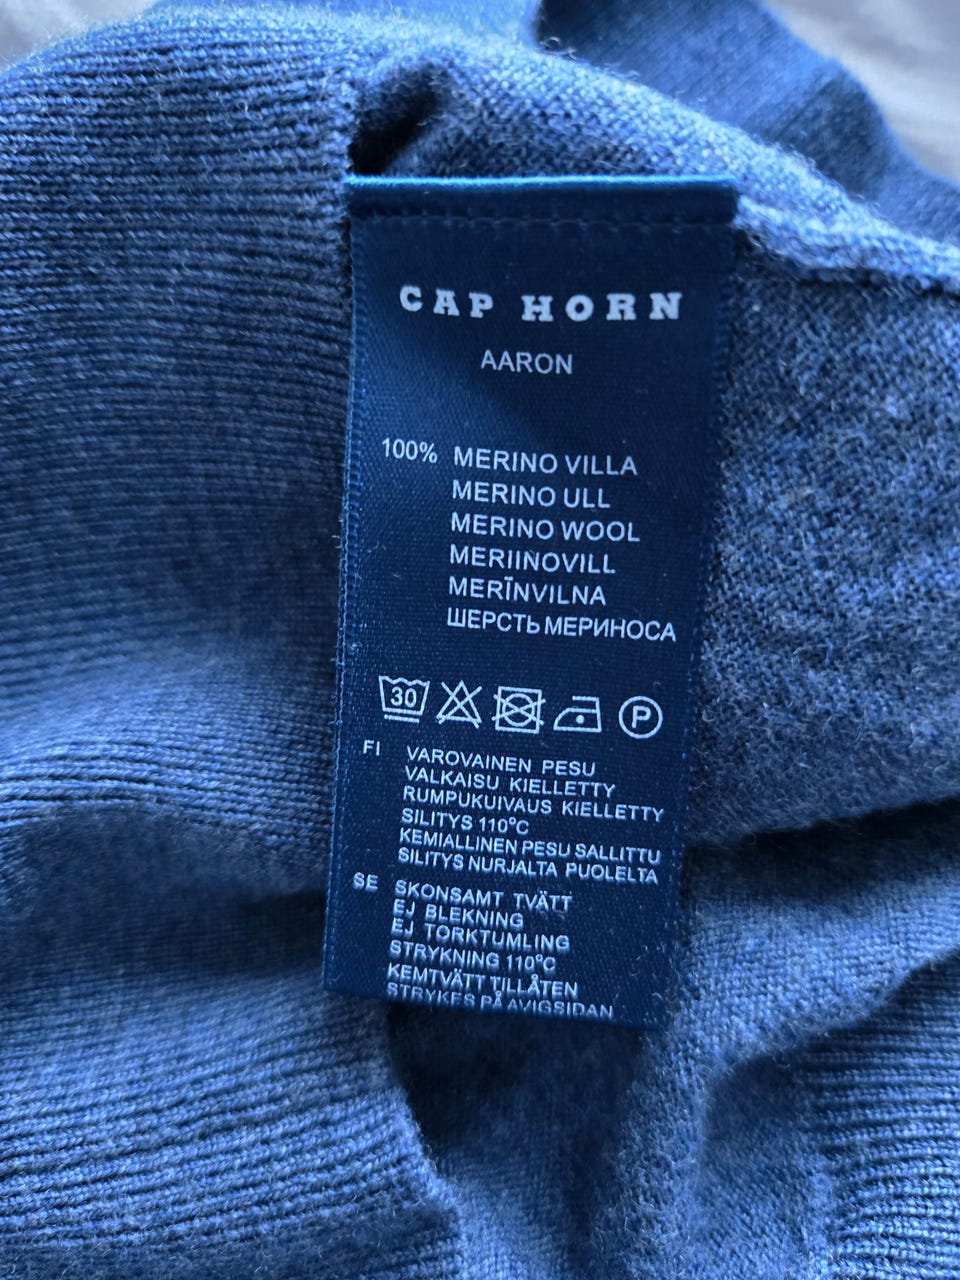 CAP HORN
AARON
100% MERINO VILLA
MERINO ULL
MERINO WOOL
MERIINOVILL
MERĪNVILNA
ШЕРСТЬ МЕРИНОСА
30 P
FI VAROVAINEN PESU
VALKAISU KIELLETTY
RUMPUKUIVAUS KIELLETTY
SILITYS 110°C
KEMIALLINEN PESU SALLITTU
SILITYS NURJALTA PUOLELTA
SE SKONSAMT TVÄTT
EJ BLEKNING
EJ TORKTUMLING
STRYKNING 110°C
KEMTVÄTT TILLÅTEN
STRYKES PÅ AVIGSIDAN